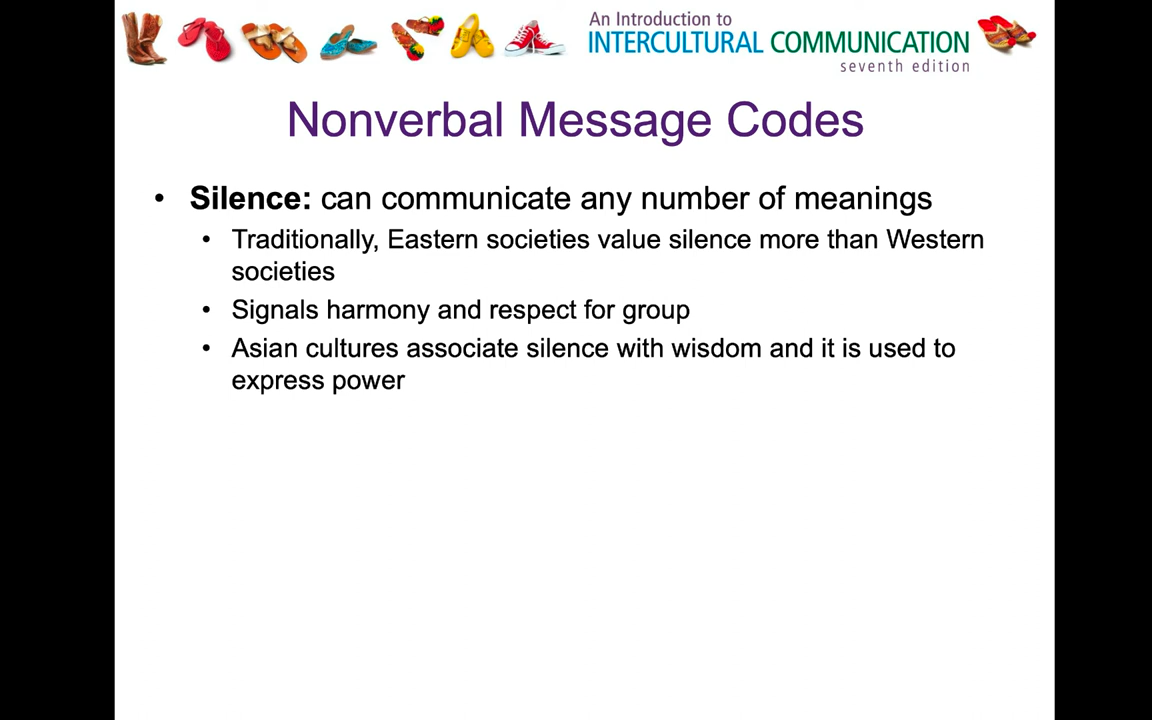 An Introduction to
INTERCULTURAL COMMUNICATION
seventh edition
Nonverbal Message Codes
• Silence: can communicate any number of meanings
• Traditionally, Eastern societies value silence more than Western
societies
• Signals harmony and respect for group
• Asian cultures associate silence with wisdom and it is used to
express power